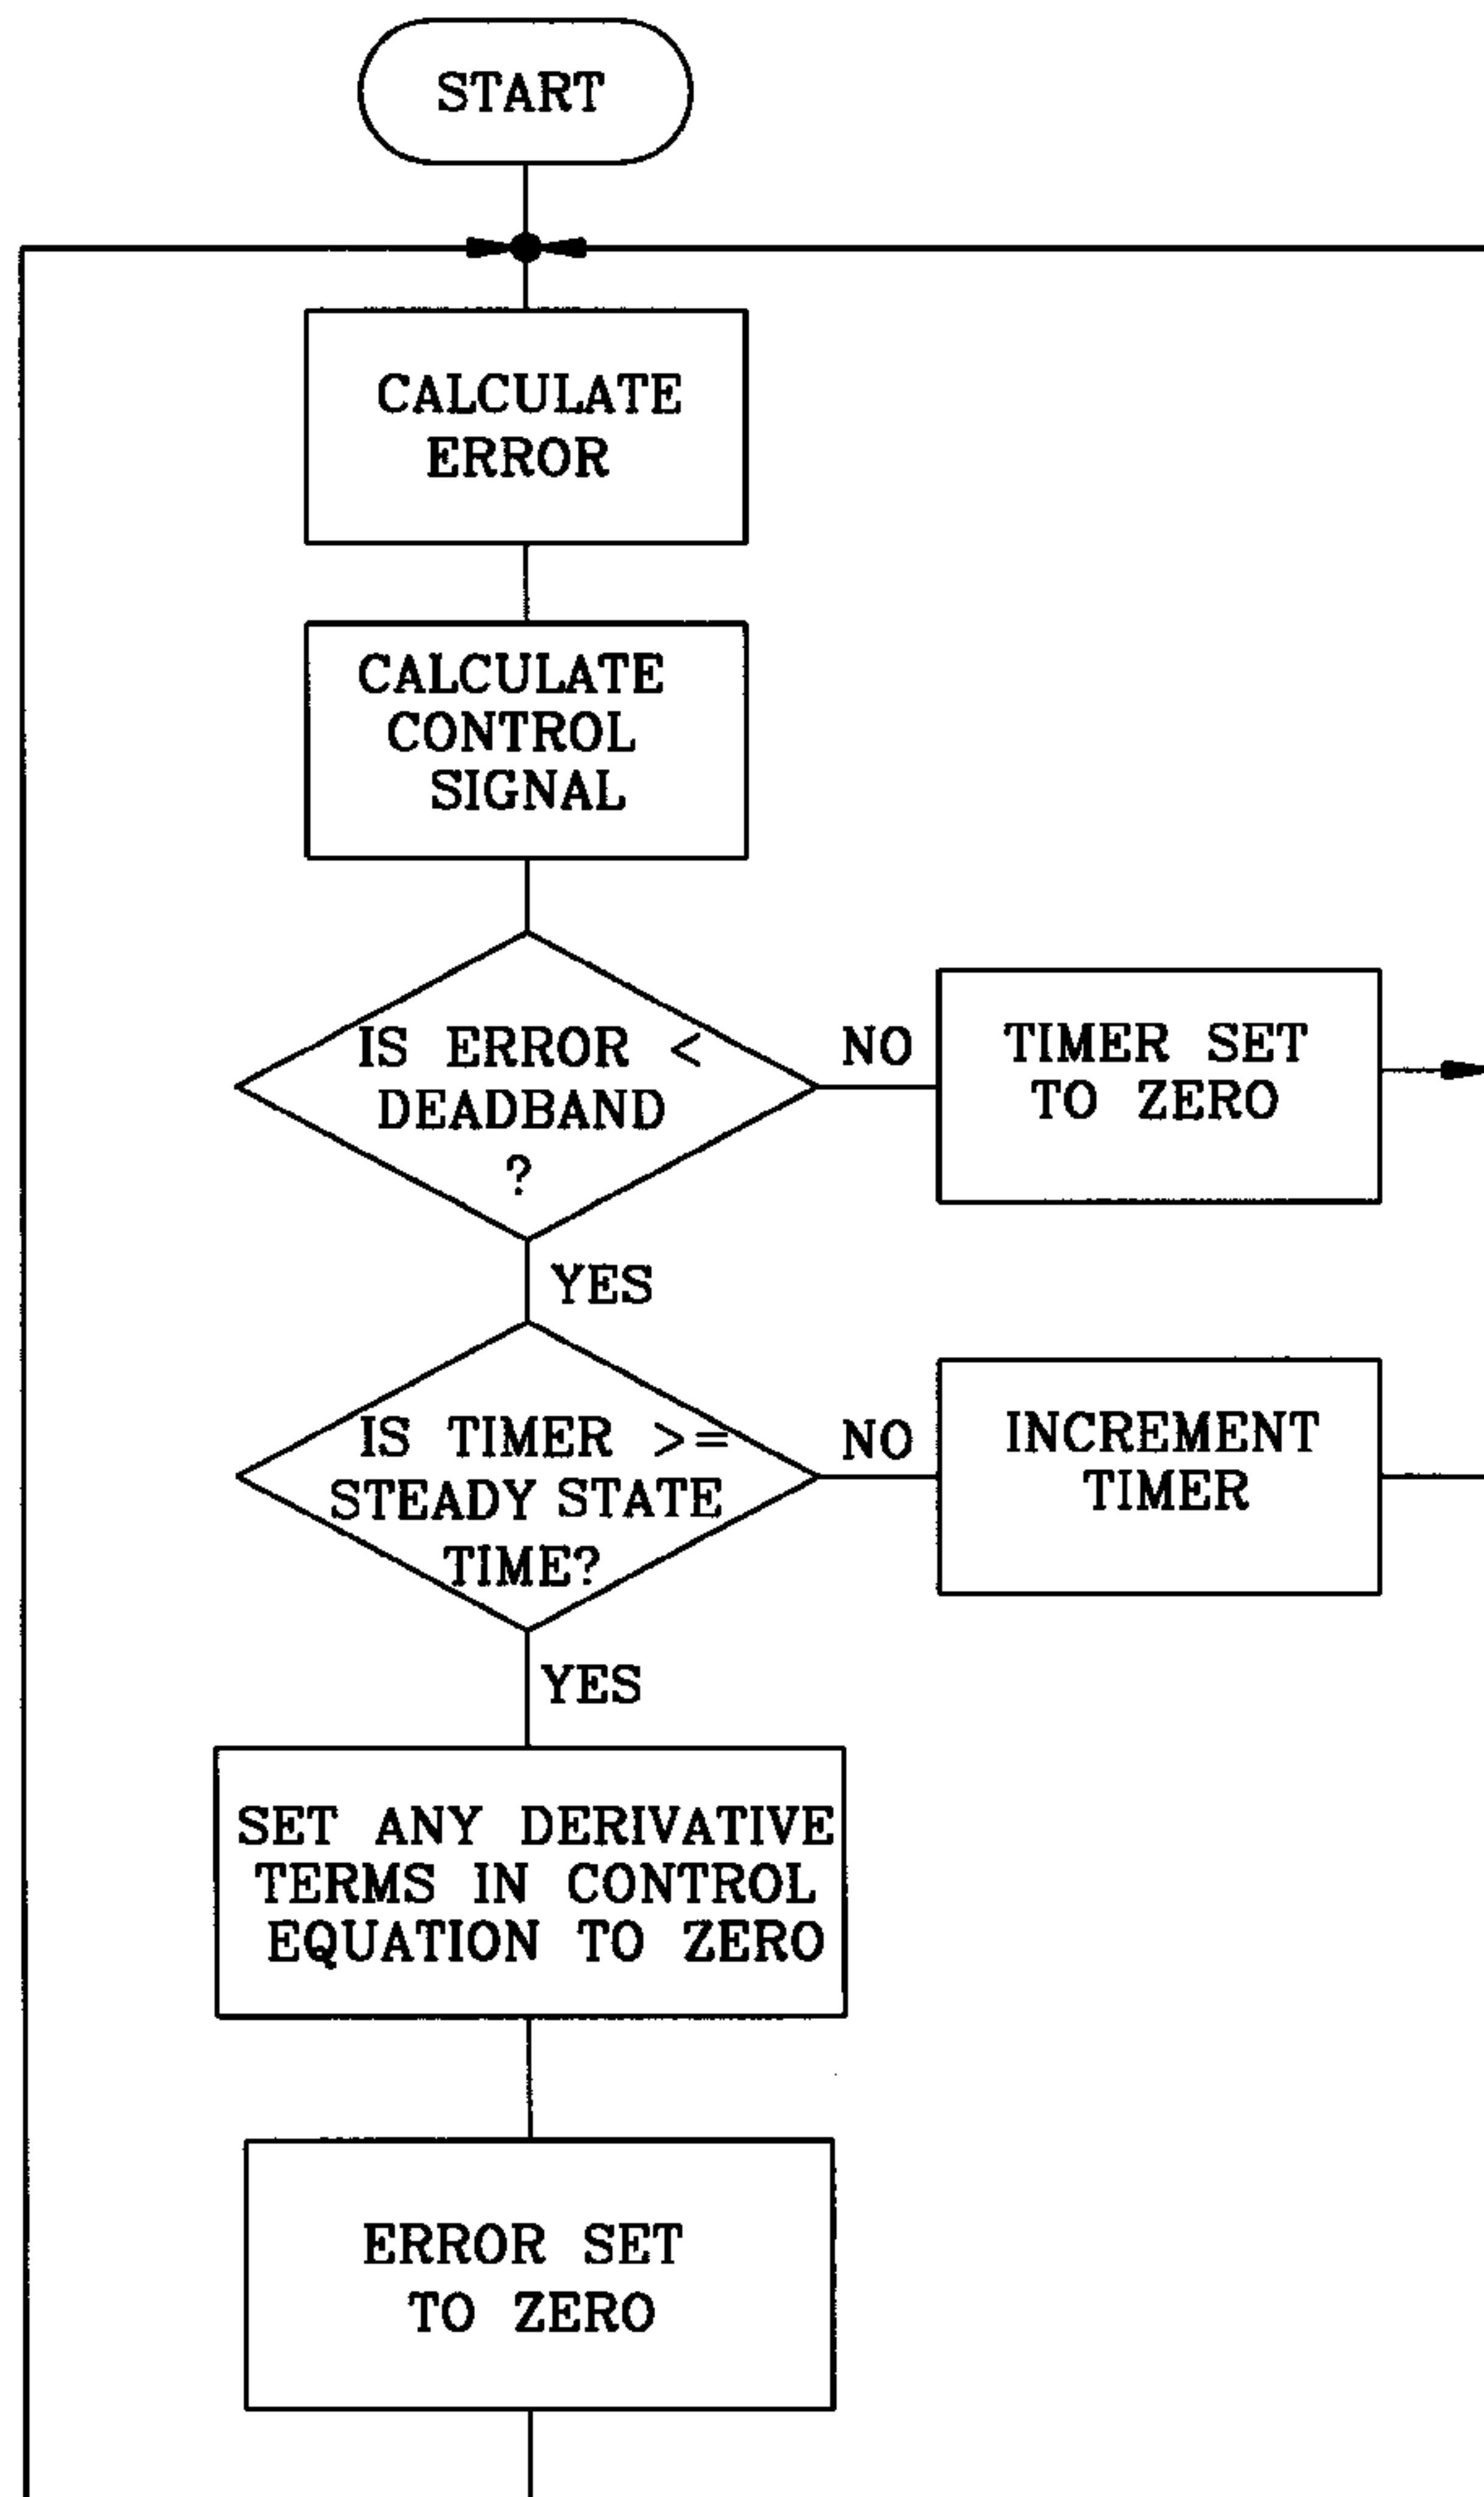 START
CALCULATE
ERROR
CALCULATE
CONTROL
SIGNAL
IS ERROR <
DEADBAND
?
NO
TIMER SET
TO ZERO
YES
IS TIMER >=
STEADY STATE
TIME?
NO
INCREMENT
TIMER
YES
SET ANY DERIVATIVE
TERMS IN CONTROL
EQUATION TO ZERO
ERROR SET
TO ZERO